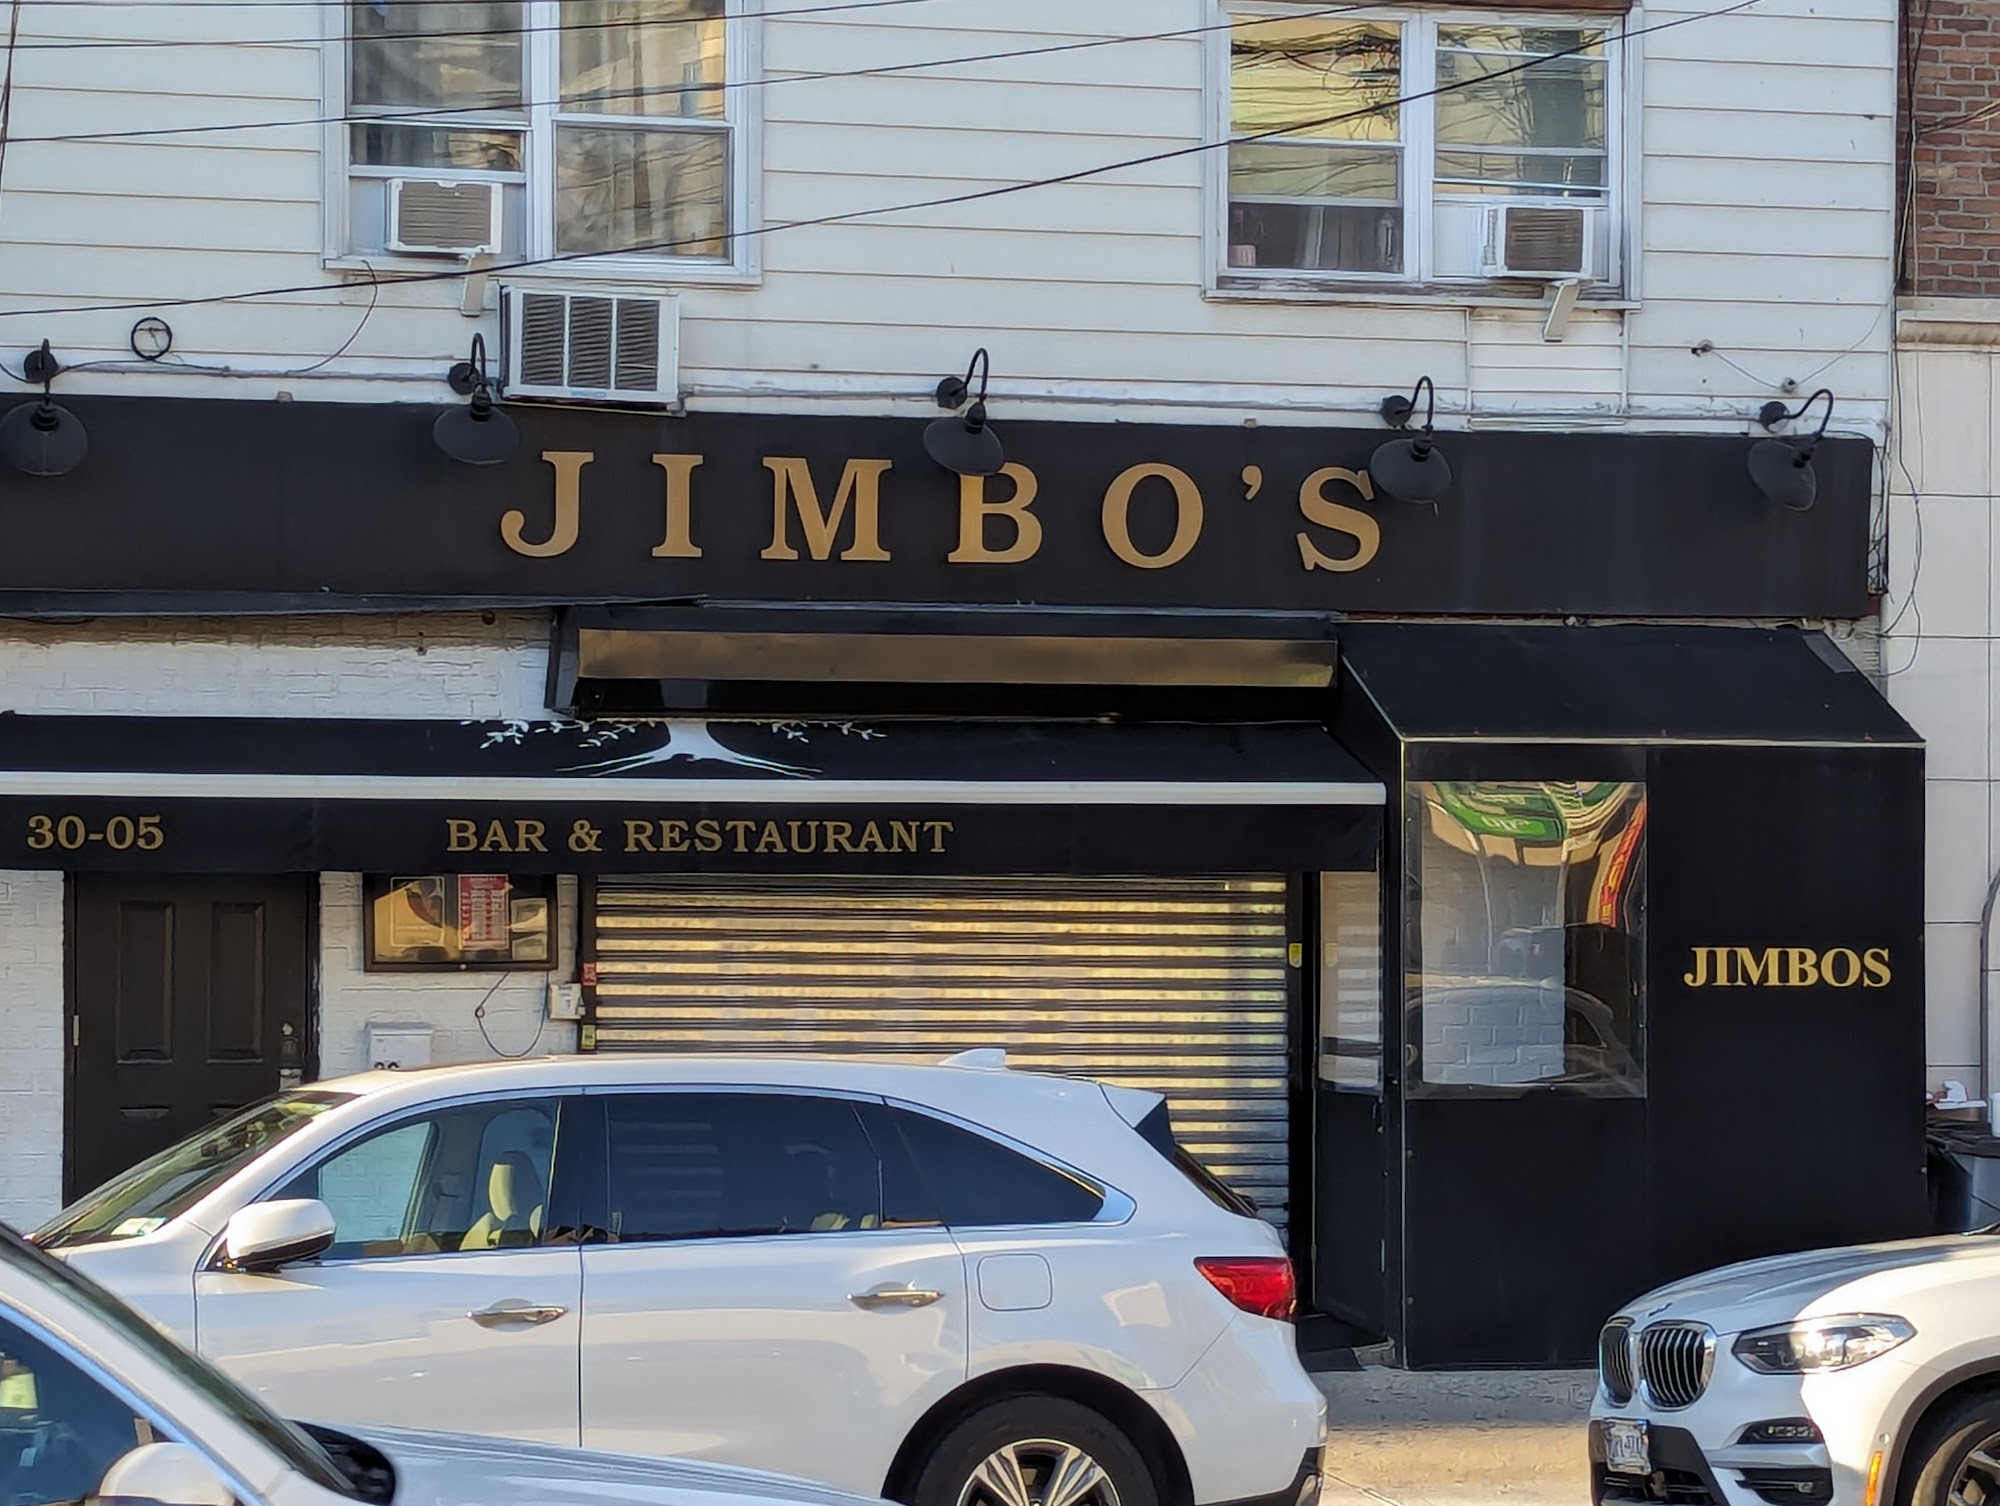 JIMBO'S
30-05
BAR & RESTAURANT
JIMBOS